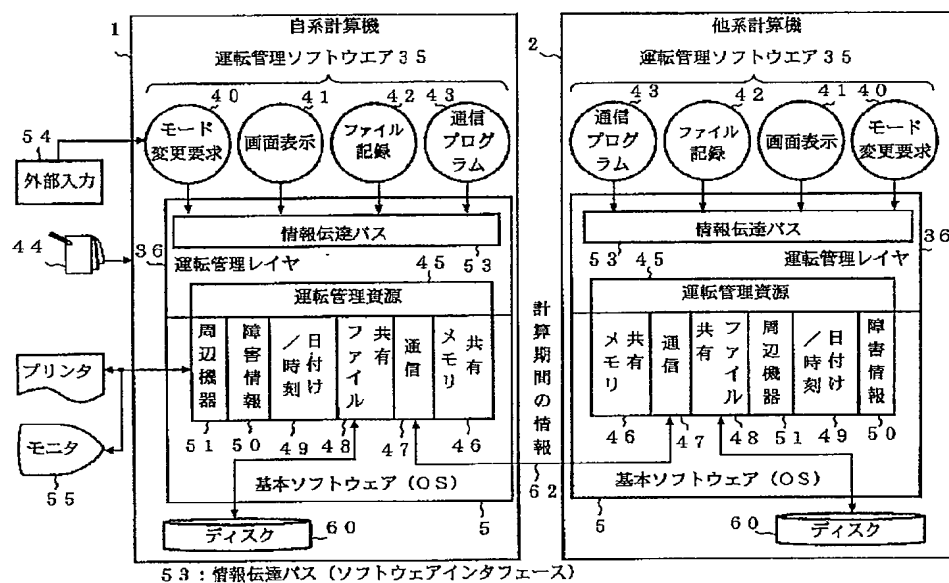 1
自系計算機
運転管理ソフトウエア35
40 41 42 43
モード変更要求
画面表示
ファイル記録
通信プログラム
54
外部入力
44
36
情報伝達パス
53
運転管理レイヤ
45
運転管理資源
周辺機器
障害情報
日付け/時刻
共有ファイル
通信
共有メモリ
51 50 49 48 47 46
プリンタ
モニタ
55
基本ソフトウェア(OS)
5
ディスク
60
計算期間の情報
62
2
他系計算機
運転管理ソフトウエア35
43 42 41 40
通信プログラム
ファイル記録
画面表示
モード変更要求
情報伝達パス
36
53
45
運転管理レイヤ
運転管理資源
共有メモリ
通信
共有ファイル
周辺機器
日付け/時刻
障害情報
46 47 48 51 49 50
基本ソフトウェア(OS)
5
60
ディスク
53:情報伝達パス(ソフトウェアインタフェース)